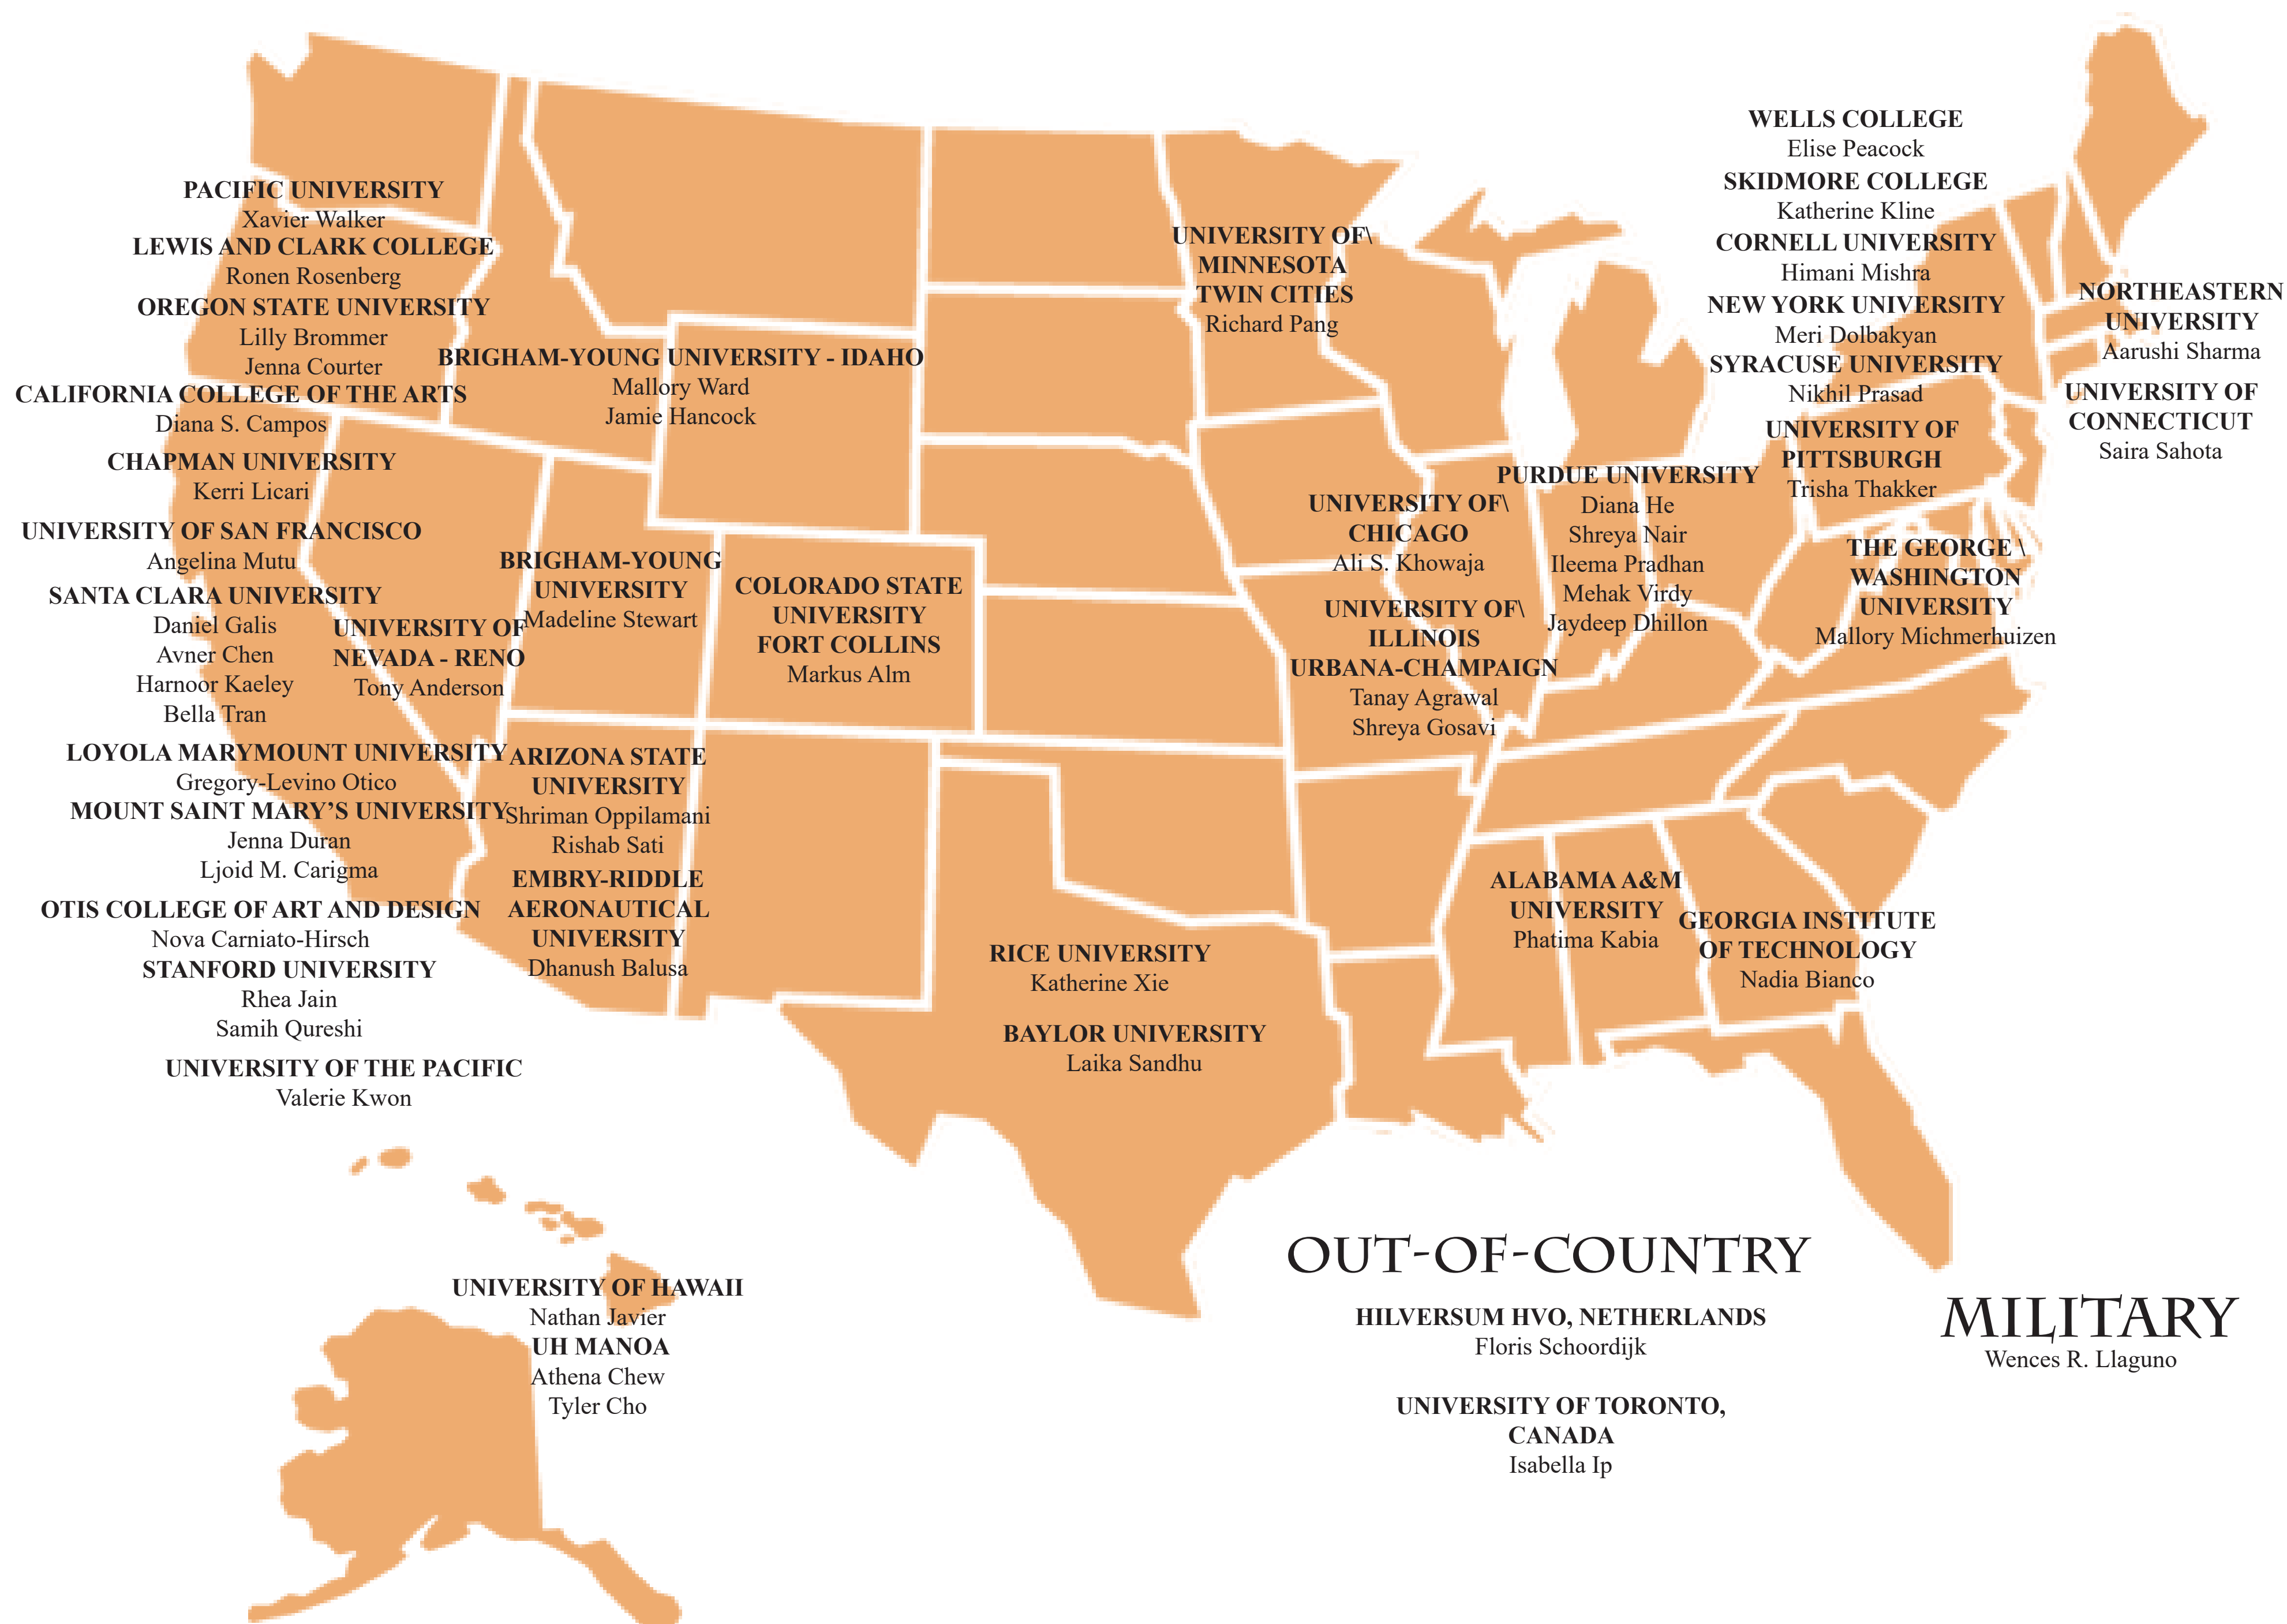 PACIFIC UNIVERSITY
Xavier Walker
LEWIS AND CLARK COLLEGE
Ronen Rosenberg
OREGON STATE UNIVERSITY
Lilly Brommer
Jenna Courter
CALIFORNIA COLLEGE OF THE ARTS
Diana S. Campos
CHAPMAN UNIVERSITY
Kerri Licari
UNIVERSITY OF SAN FRANCISCO
Angelina Mutu
SANTA CLARA UNIVERSITY
Daniel Galis
Avner Chen
Harnoor Kaeley
Bella Tran
LOYOLA MARYMOUNT UNIVERSITY
Gregory-Levino Otico
MOUNT SAINT MARY'S UNIVERSITY
Jenna Duran
Ljoid M. Carigma
OTIS COLLEGE OF ART AND DESIGN
Nova Carniato-Hirsch
STANFORD UNIVERSITY
Rhea Jain
Samih Qureshi
UNIVERSITY OF THE PACIFIC
Valerie Kwon
BRIGHAM-YOUNG UNIVERSITY - IDAHO
Mallory Ward
Jamie Hancock
UNIVERSITY OF
NEVADA - RENO
Tony Anderson
BRIGHAM-YOUNG
UNIVERSITY
Madeline Stewart
COLORADO STATE
UNIVERSITY
FORT COLLINS
Markus Alm
ARIZONA STATE
UNIVERSITY
Shriman Oppilamani
Rishab Sati
EMBRY-RIDDLE
AERONAUTICAL
UNIVERSITY
Dhanush Balusa
RICE UNIVERSITY
Katherine Xie
BAYLOR UNIVERSITY
Laika Sandhu
UNIVERSITY OF\
MINNESOTA
TWIN CITIES
Richard Pang
UNIVERSITY OF\
CHICAGO
Ali S. Khowaja
UNIVERSITY OF\
ILLINOIS
URBANA-CHAMPAIGN
Tanay Agrawal
Shreya Gosavi
PURDUE UNIVERSITY
Diana He
Shreya Nair
Ileema Pradhan
Mehak Virdy
Jaydeep Dhillon
WELLS COLLEGE
Elise Peacock
SKIDMORE COLLEGE
Katherine Kline
CORNELL UNIVERSITY
Himani Mishra
NEW YORK UNIVERSITY
Meri Dolbakyan
SYRACUSE UNIVERSITY
Nikhil Prasad
UNIVERSITY OF
PITTSBURGH
Trisha Thakker
NORTHEASTERN
UNIVERSITY
Aarushi Sharma
UNIVERSITY OF
CONNECTICUT
Saira Sahota
THE GEORGE \
WASHINGTON
UNIVERSITY
Mallory Michmerhuizen
ALABAMA A&M
UNIVERSITY
Phatima Kabia
GEORGIA INSTITUTE
OF TECHNOLOGY
Nadia Bianco
UNIVERSITY OF HAWAII
Nathan Javier
UH MANOA
Athena Chew
Tyler Cho
OUT-OF-COUNTRY
HILVERSUM HVO, NETHERLANDS
Floris Schoordijk
UNIVERSITY OF TORONTO,
CANADA
Isabella Ip
MILITARY
Wences R. Llaguno